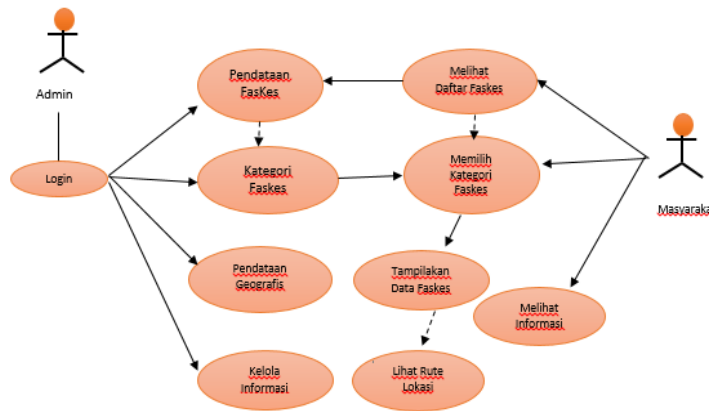 Admin
Login
Pendataan
FasKes
Melihat
Daftar Faskes
Kategori
Faskes
Memilih
Kategori
Faskes
Masyaraka
Pendataan
Geografis
Tampilakan
Data Faskes
Melihat
Informasi
Kelola
Informasi
Lihat Rute
Lokasi